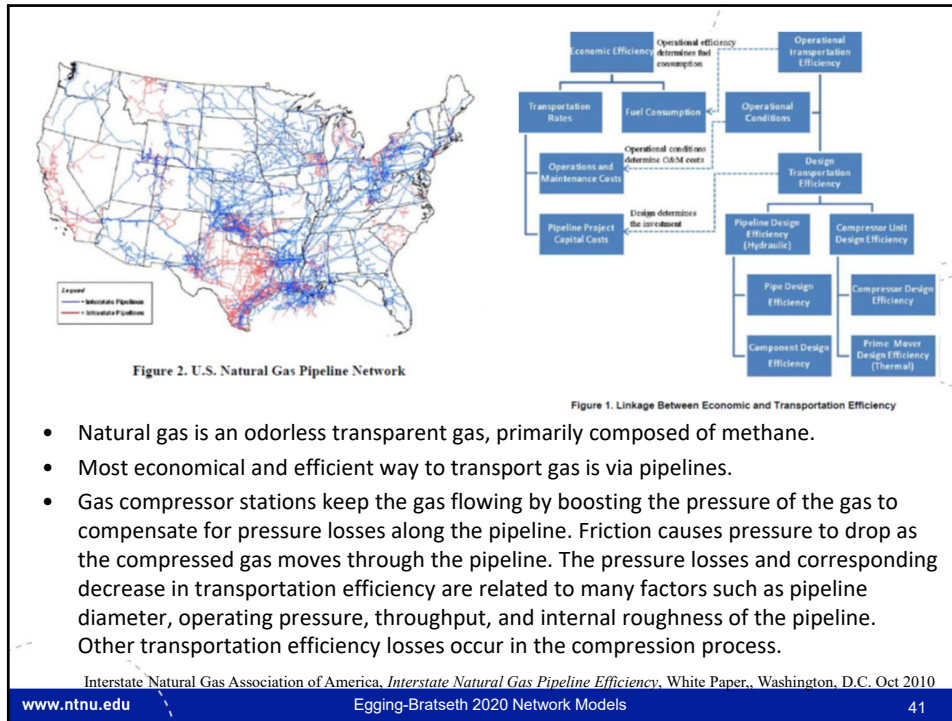 Legend
= Interstate Pipelines
= Intrastate Pipelines
Figure 2. U.S. Natural Gas Pipeline Network
Economic Efficiency
Operational efficiency
determines fuel
consumption
Operational
Transportation
Efficiency
Transportation
Rates
Fuel Consumption
Operational
Conditions
Operational conditions
determine O&M costs
Operations and
Maintenance Costs
Design
Transportation
Efficiency
Design determines
the investment
Pipeline Project
Capital Costs
Pipeline Design
Efficiency
(Hydraulic)
Compressor Unit
Design Efficiency
Pipe Design
Efficiency
Compressor Design
Efficiency
Component Design
Efficiency
Prime Mover
Design Efficiency
(Thermal)
Figure 1. Linkage Between Economic and Transportation Efficiency
• Natural gas is an odorless transparent gas, primarily composed of methane.
• Most economical and efficient way to transport gas is via pipelines.
• Gas compressor stations keep the gas flowing by boosting the pressure of the gas to
compensate for pressure losses along the pipeline. Friction causes pressure to drop as
the compressed gas moves through the pipeline. The pressure losses and corresponding
decrease in transportation efficiency are related to many factors such as pipeline
diameter, operating pressure, throughput, and internal roughness of the pipeline.
Other transportation efficiency losses occur in the compression process.
Interstate Natural Gas Association of America, Interstate Natural Gas Pipeline Efficiency, White Paper,, Washington, D.C. Oct 2010
www.ntnu.edu
Egging-Bratseth 2020 Network Models
41